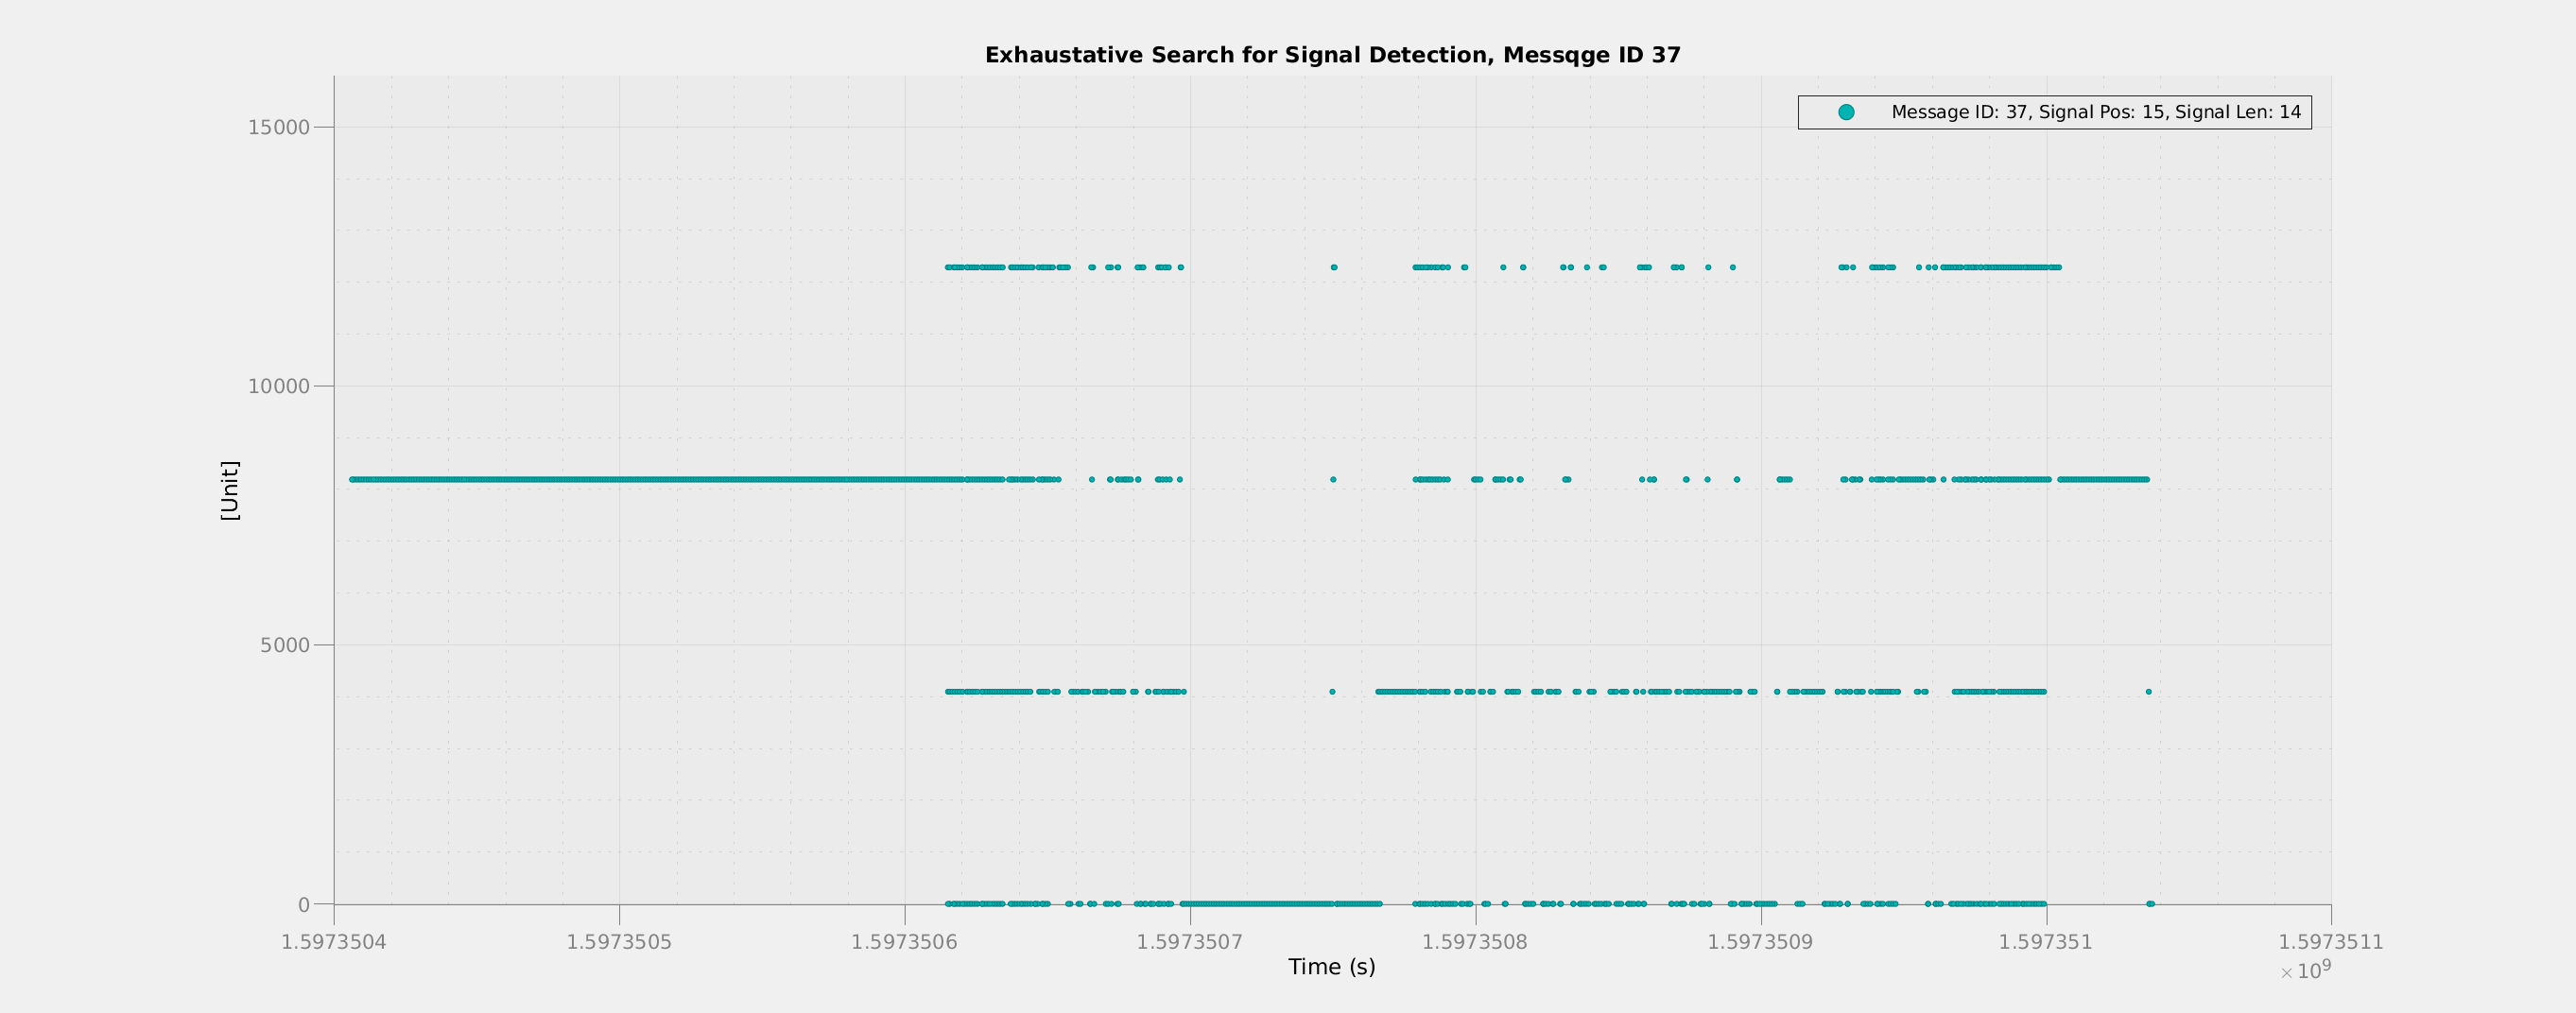 Exhaustative Search for Signal Detection, Messqge ID 37
Message ID: 37, Signal Pos: 15, Signal Len: 14
15000
10000
5000
0
[Unit]
1.5973504 1.5973505 1.5973506 1.5973507 1.5973508 1.5973509 1.597351 1.5973511
Time (s)
× 10⁹